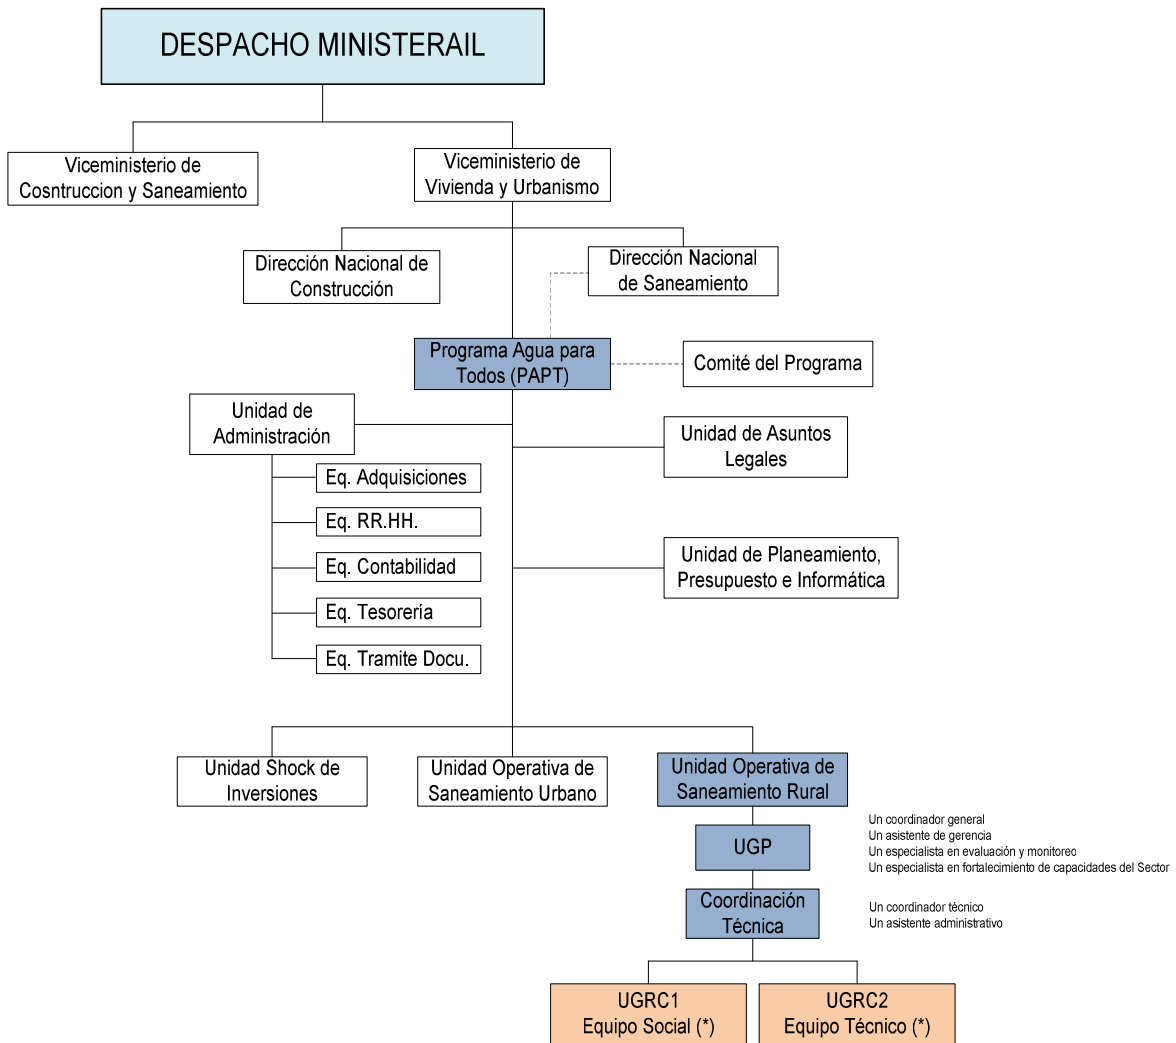 DESPACHO MINISTERAIL
Viceministerio de
Cosntruccion y Saneamiento
Viceministerio de
Vivienda y Urbanismo
Dirección Nacional de
Construcción
Dirección Nacional
de Saneamiento
Programa Agua para
Todos (PAPT)
Comité del Programa
Unidad de
Administración
Unidad de Asuntos
Legales
Eq. Adquisiciones
Eq. RR.HH.
Eq. Contabilidad
Eq. Tesorería
Eq. Tramite Docu.
Unidad de Planeamiento,
Presupuesto e Informática
Unidad Shock de
Inversiones
Unidad Operativa de
Saneamiento Urbano
Unidad Operativa de
Saneamiento Rural
UGP
Un coordinador general
Un asistente de gerencia
Un especialista en evaluación y monitoreo
Un especialista en fortalecimiento de capacidades del Sector
Coordinación
Técnica
Un coordinador técnico
Un asistente administrativo
UGRC1
Equipo Social (*)
UGRC2
Equipo Técnico (*)